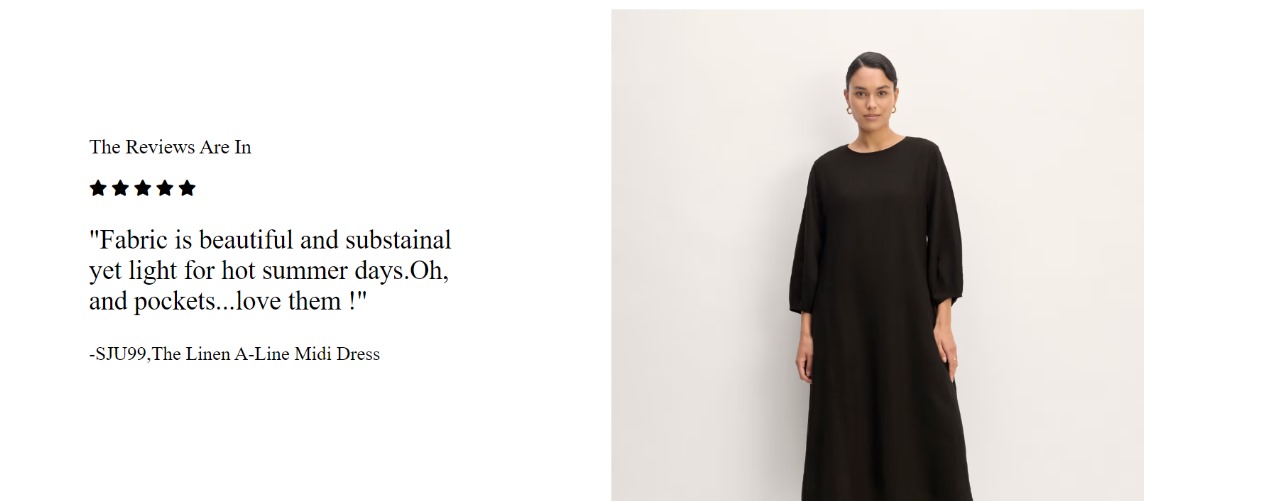 The Reviews Are In
"Fabric is beautiful and substainal
yet light for hot summer days.Oh,
and pockets...love them !"
-SJU99,The Linen A-Line Midi Dress